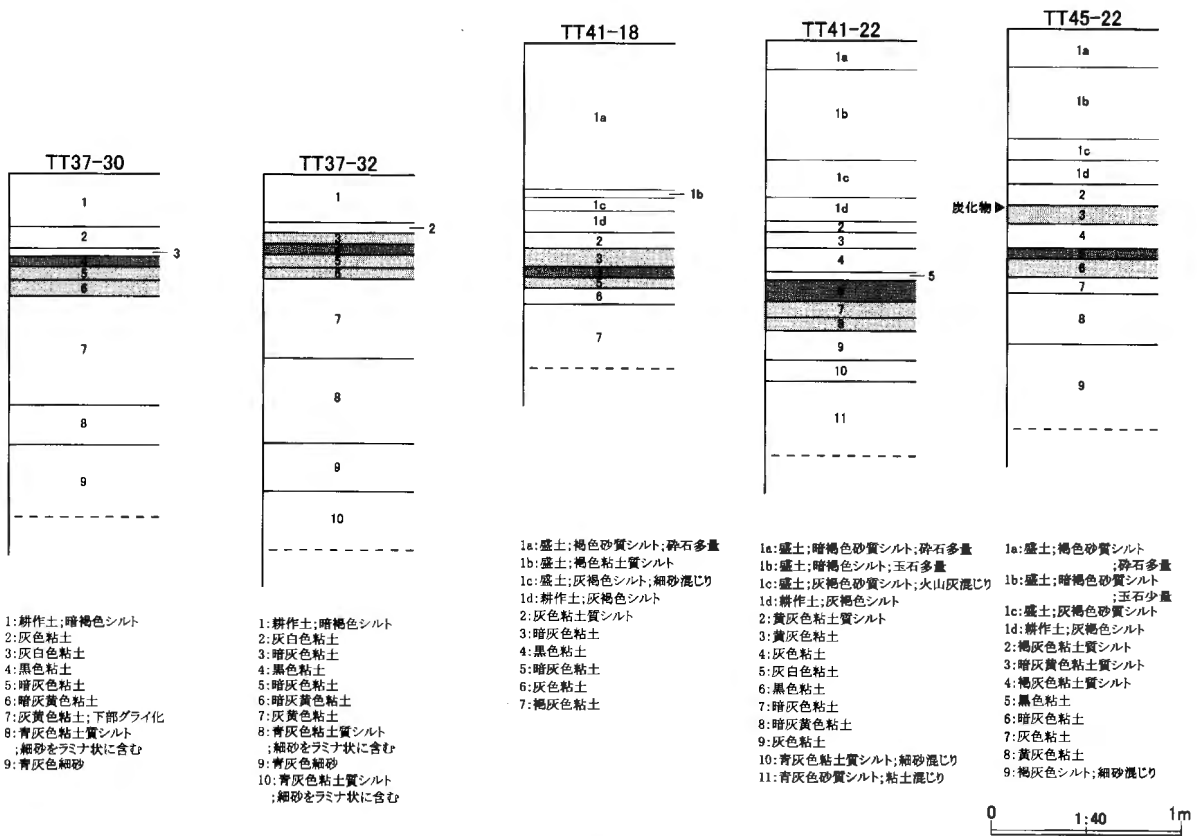 TT37-30
1
2
3
4
5
6
7
8
9
1:耕作土;暗褐色シルト
2:灰色粘土
3:灰白色粘土
4:黒色粘土
5:暗灰色粘土
6:暗灰黄色粘土
7:灰黄色粘土;下部グライ化
8:青灰色粘土質シルト
;細砂をラミナ状に含む
9:青灰色細砂
TT37-32
1
2
3
4
5
6
7
8
9
10
1:耕作土;暗褐色シルト
2:灰白色粘土
3:暗灰色粘土
4:黒色粘土
5:暗灰色粘土
6:暗灰黄色粘土
7:灰黄色粘土
8:青灰色粘土質シルト
;細砂をラミナ状に含む
9:青灰色細砂
10:青灰色粘土質シルト
;細砂をラミナ状に含む
TT41-18
1a
1b
1c
1d
2
3
4
5
6
7
1a:盛土;褐色砂質シルト;砕石多量
1b:盛土;褐色粘土質シルト
1c:盛土;灰褐色シルト;細砂混じり
1d:耕作土;灰褐色シルト
2:灰色粘土質シルト
3:暗灰色粘土
4:黒色粘土
5:暗灰色粘土
6:灰色粘土
7:褐灰色粘土
TT41-22
1a
1b
1c
1d
2
3
4
5
6
7
8
9
10
11
1a:盛土;暗褐色砂質シルト;砕石多量
1b:盛土;暗褐色シルト;玉石多量
1c:盛土;灰褐色砂質シルト;火山灰混じり
1d:耕作土;灰褐色シルト
2:黄灰色粘土質シルト
3:黄灰色粘土
4:灰色粘土
5:灰白色粘土
6:黒色粘土
7:暗灰色粘土
8:暗灰黄色粘土
9:灰色粘土
10:青灰色粘土質シルト;細砂混じり
11:青灰色砂質シルト;粘土混じり
TT45-22
1a
1b
1c
1d
2
炭化物▶
3
4
5
6
7
8
9
1a:盛土;褐色砂質シルト
;砕石多量
1b:盛土;暗褐色砂質シルト
;玉石少量
1c:盛土;灰褐色砂質シルト
1d:耕作土;灰褐色シルト
2:褐灰色粘土質シルト
3:暗灰黄色粘土質シルト
4:褐灰色粘土質シルト
5:黒色粘土
6:暗灰色粘土
7:灰色粘土
8:黄灰色粘土
9:褐灰色シルト;細砂混じり
0 1:40 1m